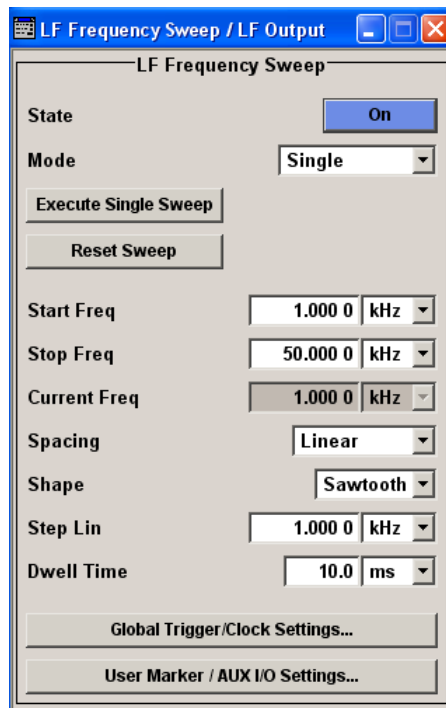 LF Frequency Sweep / LF Output
LF Frequency Sweep
State On
Mode Single
Execute Single Sweep
Reset Sweep
Start Freq 1.000 0 kHz
Stop Freq 50.000 0 kHz
Current Freq 1.000 0 kHz
Spacing Linear
Shape Sawtooth
Step Lin 1.000 0 kHz
Dwell Time 10.0 ms
Global Trigger/Clock Settings...
User Marker / AUX I/O Settings...